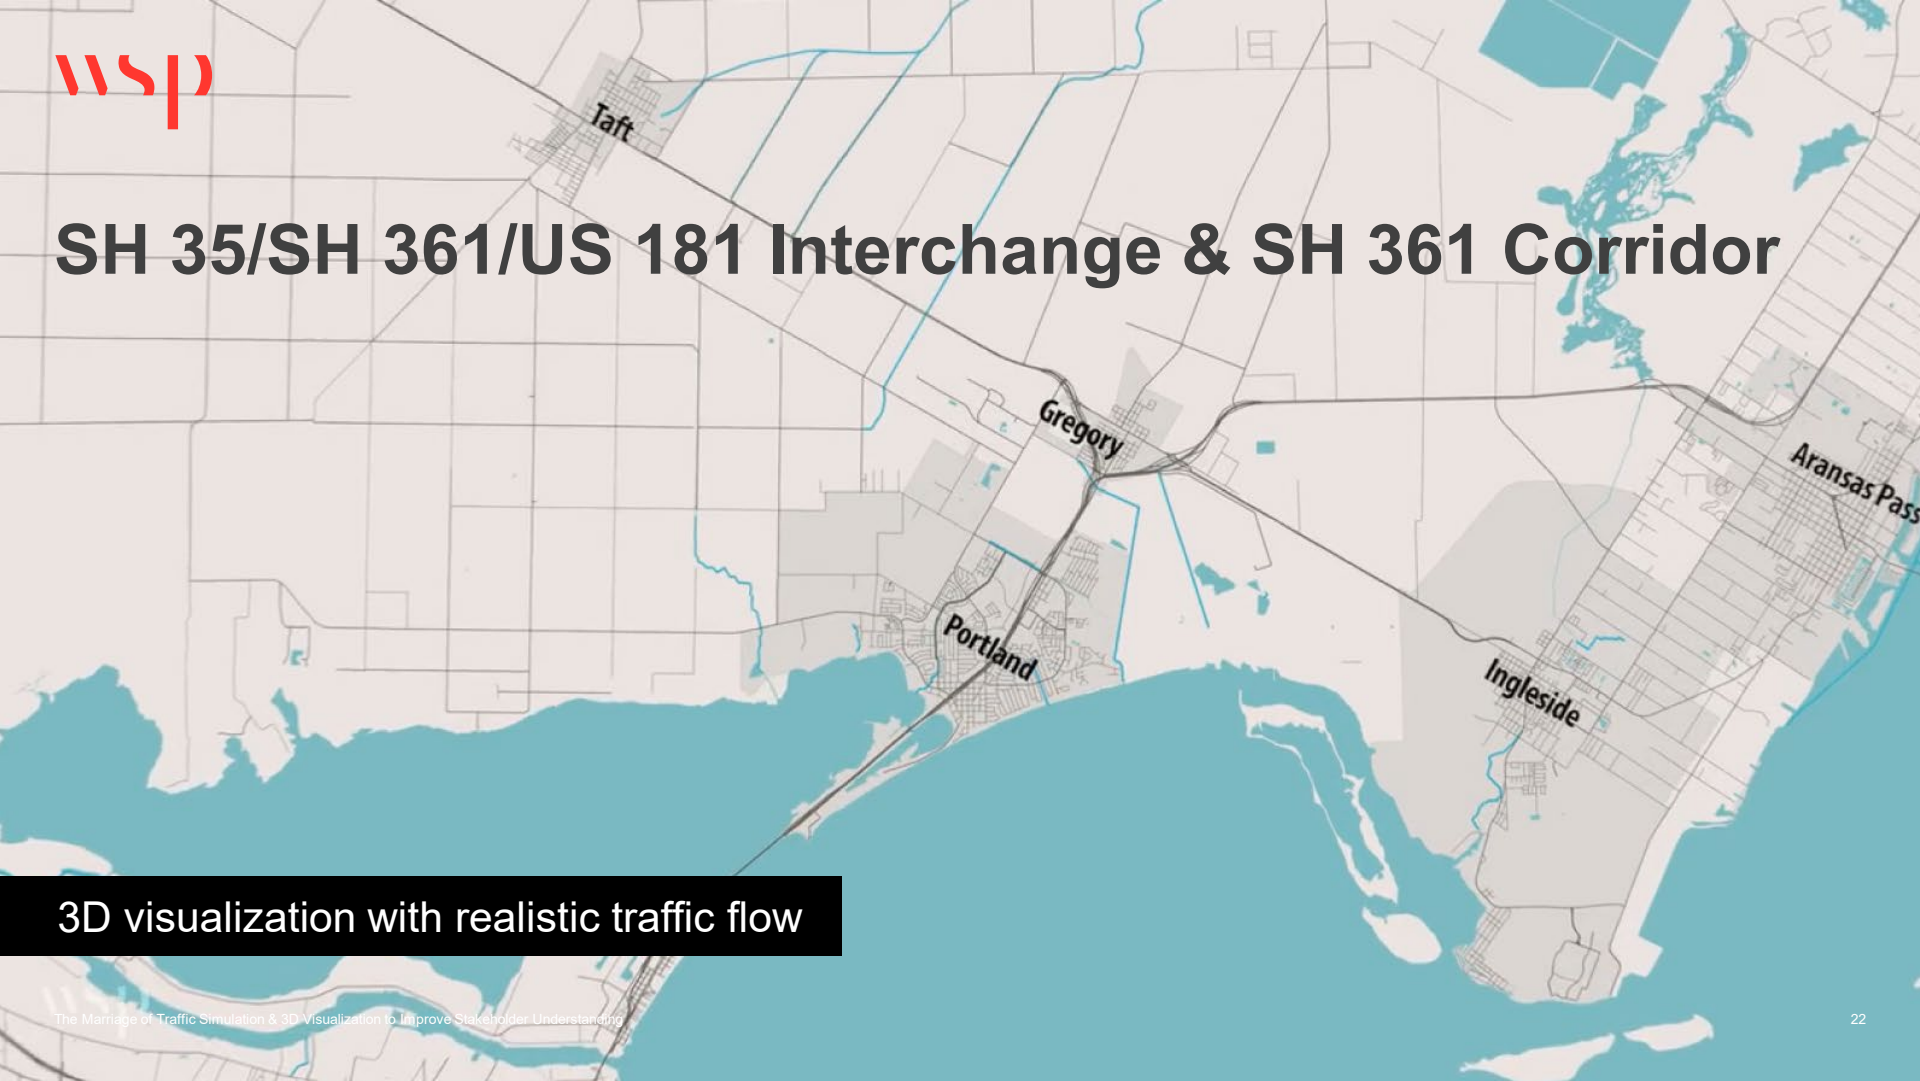 wsp
Taft
SH 35/SH 361/US 181 Interchange & SH 361 Corridor
Gregory
Aransas Pass
Portland
Ingleside
3D visualization with realistic traffic flow
wsp
The Marriage of Traffic Simulation & 3D Visualization to Improve Stakeholder Understanding
22